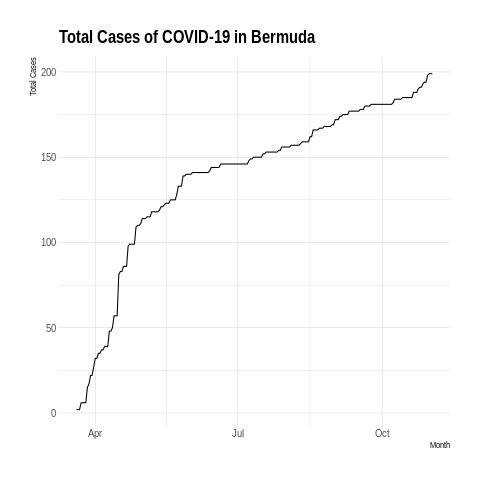 Total Cases of COVID-19 in Bermuda
Total Cases
200
150
100
50
0
Apr Jul Oct
Month